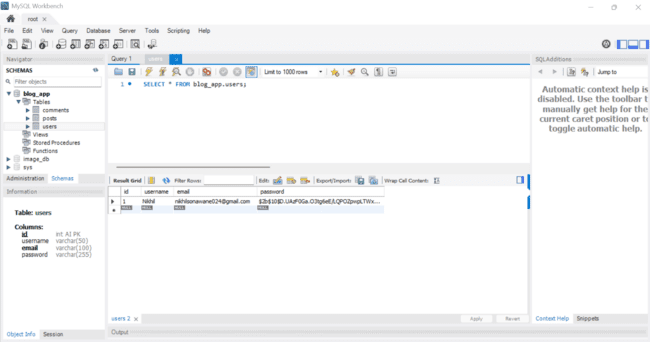 MySQL Workbench
root x
File Edit View Query Database Server Tools Scripting Help
Navigator
SCHEMAS
Filter objects
blog_app
Tables
comments
posts
users
Views
Stored Procedures
Functions
image_db
sys
Administration Schemas
Information
Table: users
Columns:
id int AI PK
username varchar(50)
email varchar(100)
password varchar(255)
Object Info Session
Query 1 users x
Limit to 1000 rows
1 SELECT * FROM blog_app.users;
Result Grid Filter Rows: Edit: Export/Import: Wrap Cell Content:
id username email password
1 Nikhil nikhilsonawane024@gmail.com
NULL NULL NULL NULL
users 2 x
Apply Revert
Output
SQLAdditions
Jump to
Automatic context help is
disabled. Use the toolbar t
manually get help for the
current caret position or t
toggle automatic help.
Context Help Snippets